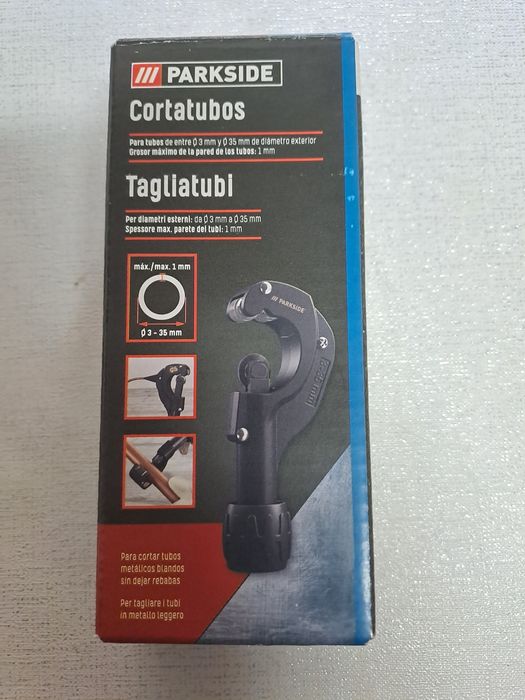 /// PARKSIDE
Cortatubos
Para tubos de entre Ø 3 mm y Ø 35 mm de diámetro exterior
Grosor máximo de la pared de los tubos: 1 mm
Tagliatubi
Per diametri esterni: da Ø 3 mm a Ø 35 mm
Spessore max. parete dei tubi: 1 mm
máx./max. 1 mm
Ø 3 - 35 mm
/// PARKSIDE
3-35 mm
Para cortar tubos
metálicos blandos
sin dejar rebabas
Per tagliare i tubi
in metallo leggero